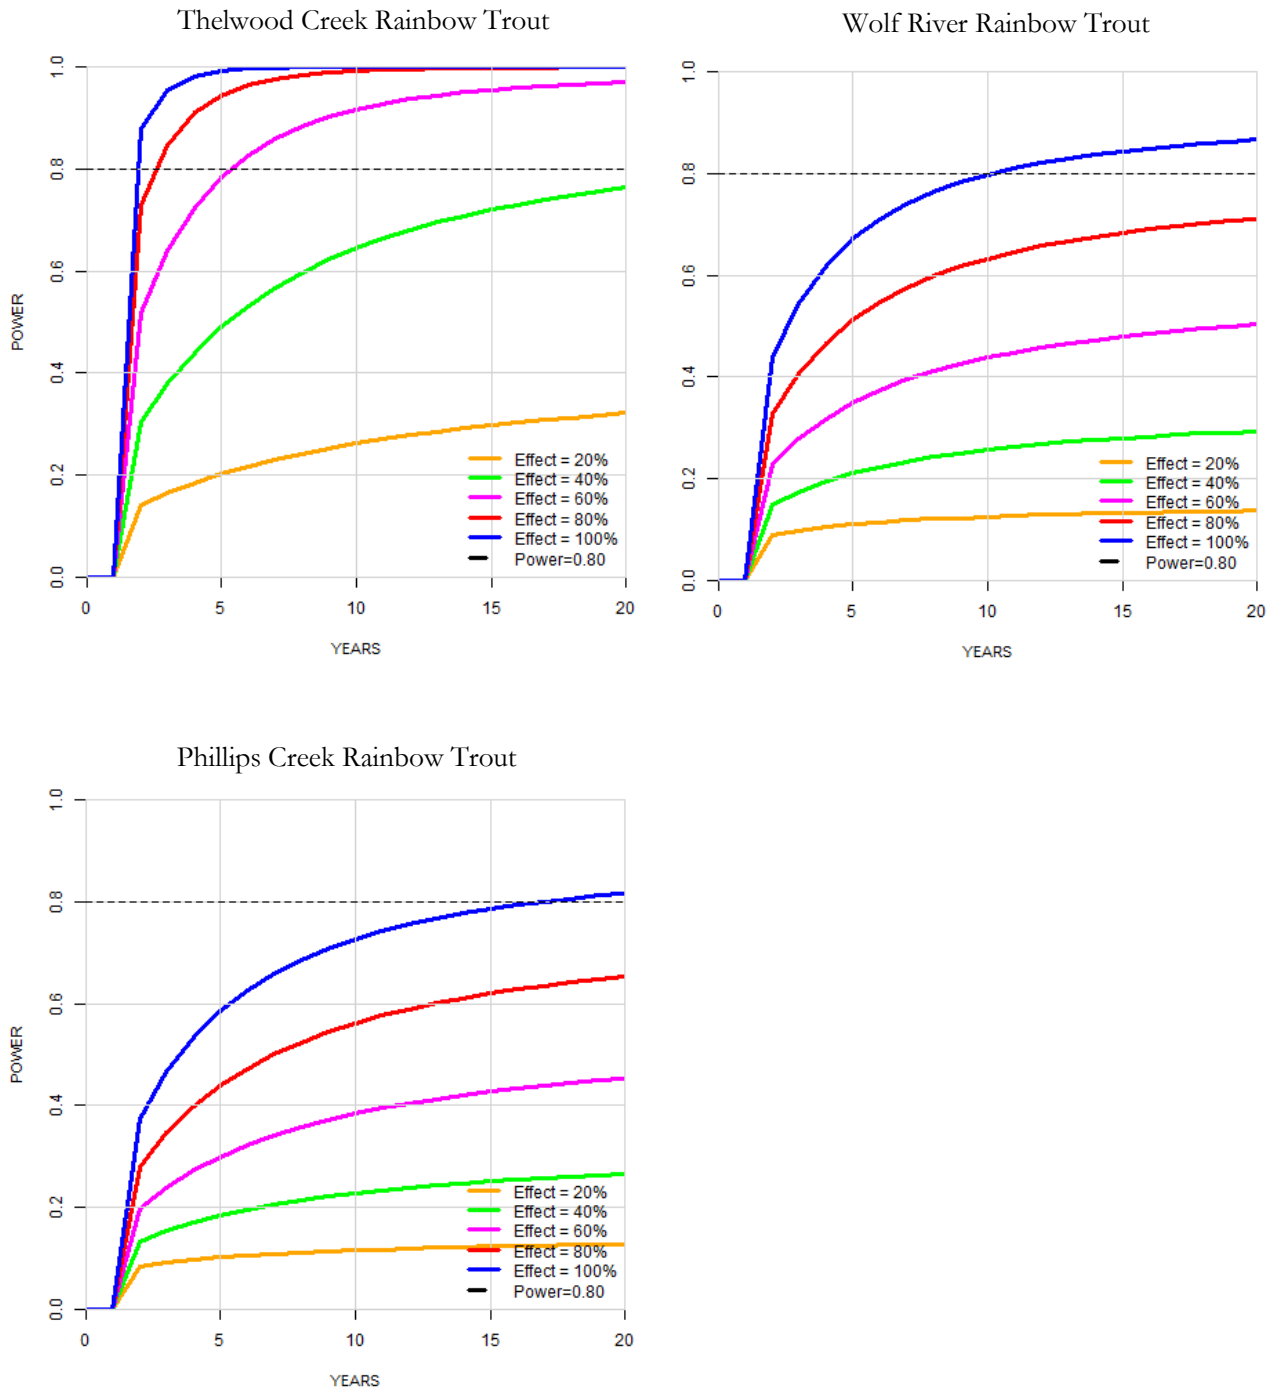 Thelwood Creek Rainbow Trout
POWER
1.0
0.8
0.6
0.4
0.2
0.0
Effect = 20%
Effect = 40%
Effect = 60%
Effect = 80%
Effect = 100%
Power=0.80
0 5 10 15 20
YEARS
Wolf River Rainbow Trout
1.0
0.8
0.6
0.4
0.2
0.0
Effect = 20%
Effect = 40%
Effect = 60%
Effect = 80%
Effect = 100%
Power=0.80
0 5 10 15 20
YEARS
Phillips Creek Rainbow Trout
POWER
1.0
0.8
0.6
0.4
0.2
0.0
Effect = 20%
Effect = 40%
Effect = 60%
Effect = 80%
Effect = 100%
Power=0.80
0 5 10 15 20
YEARS